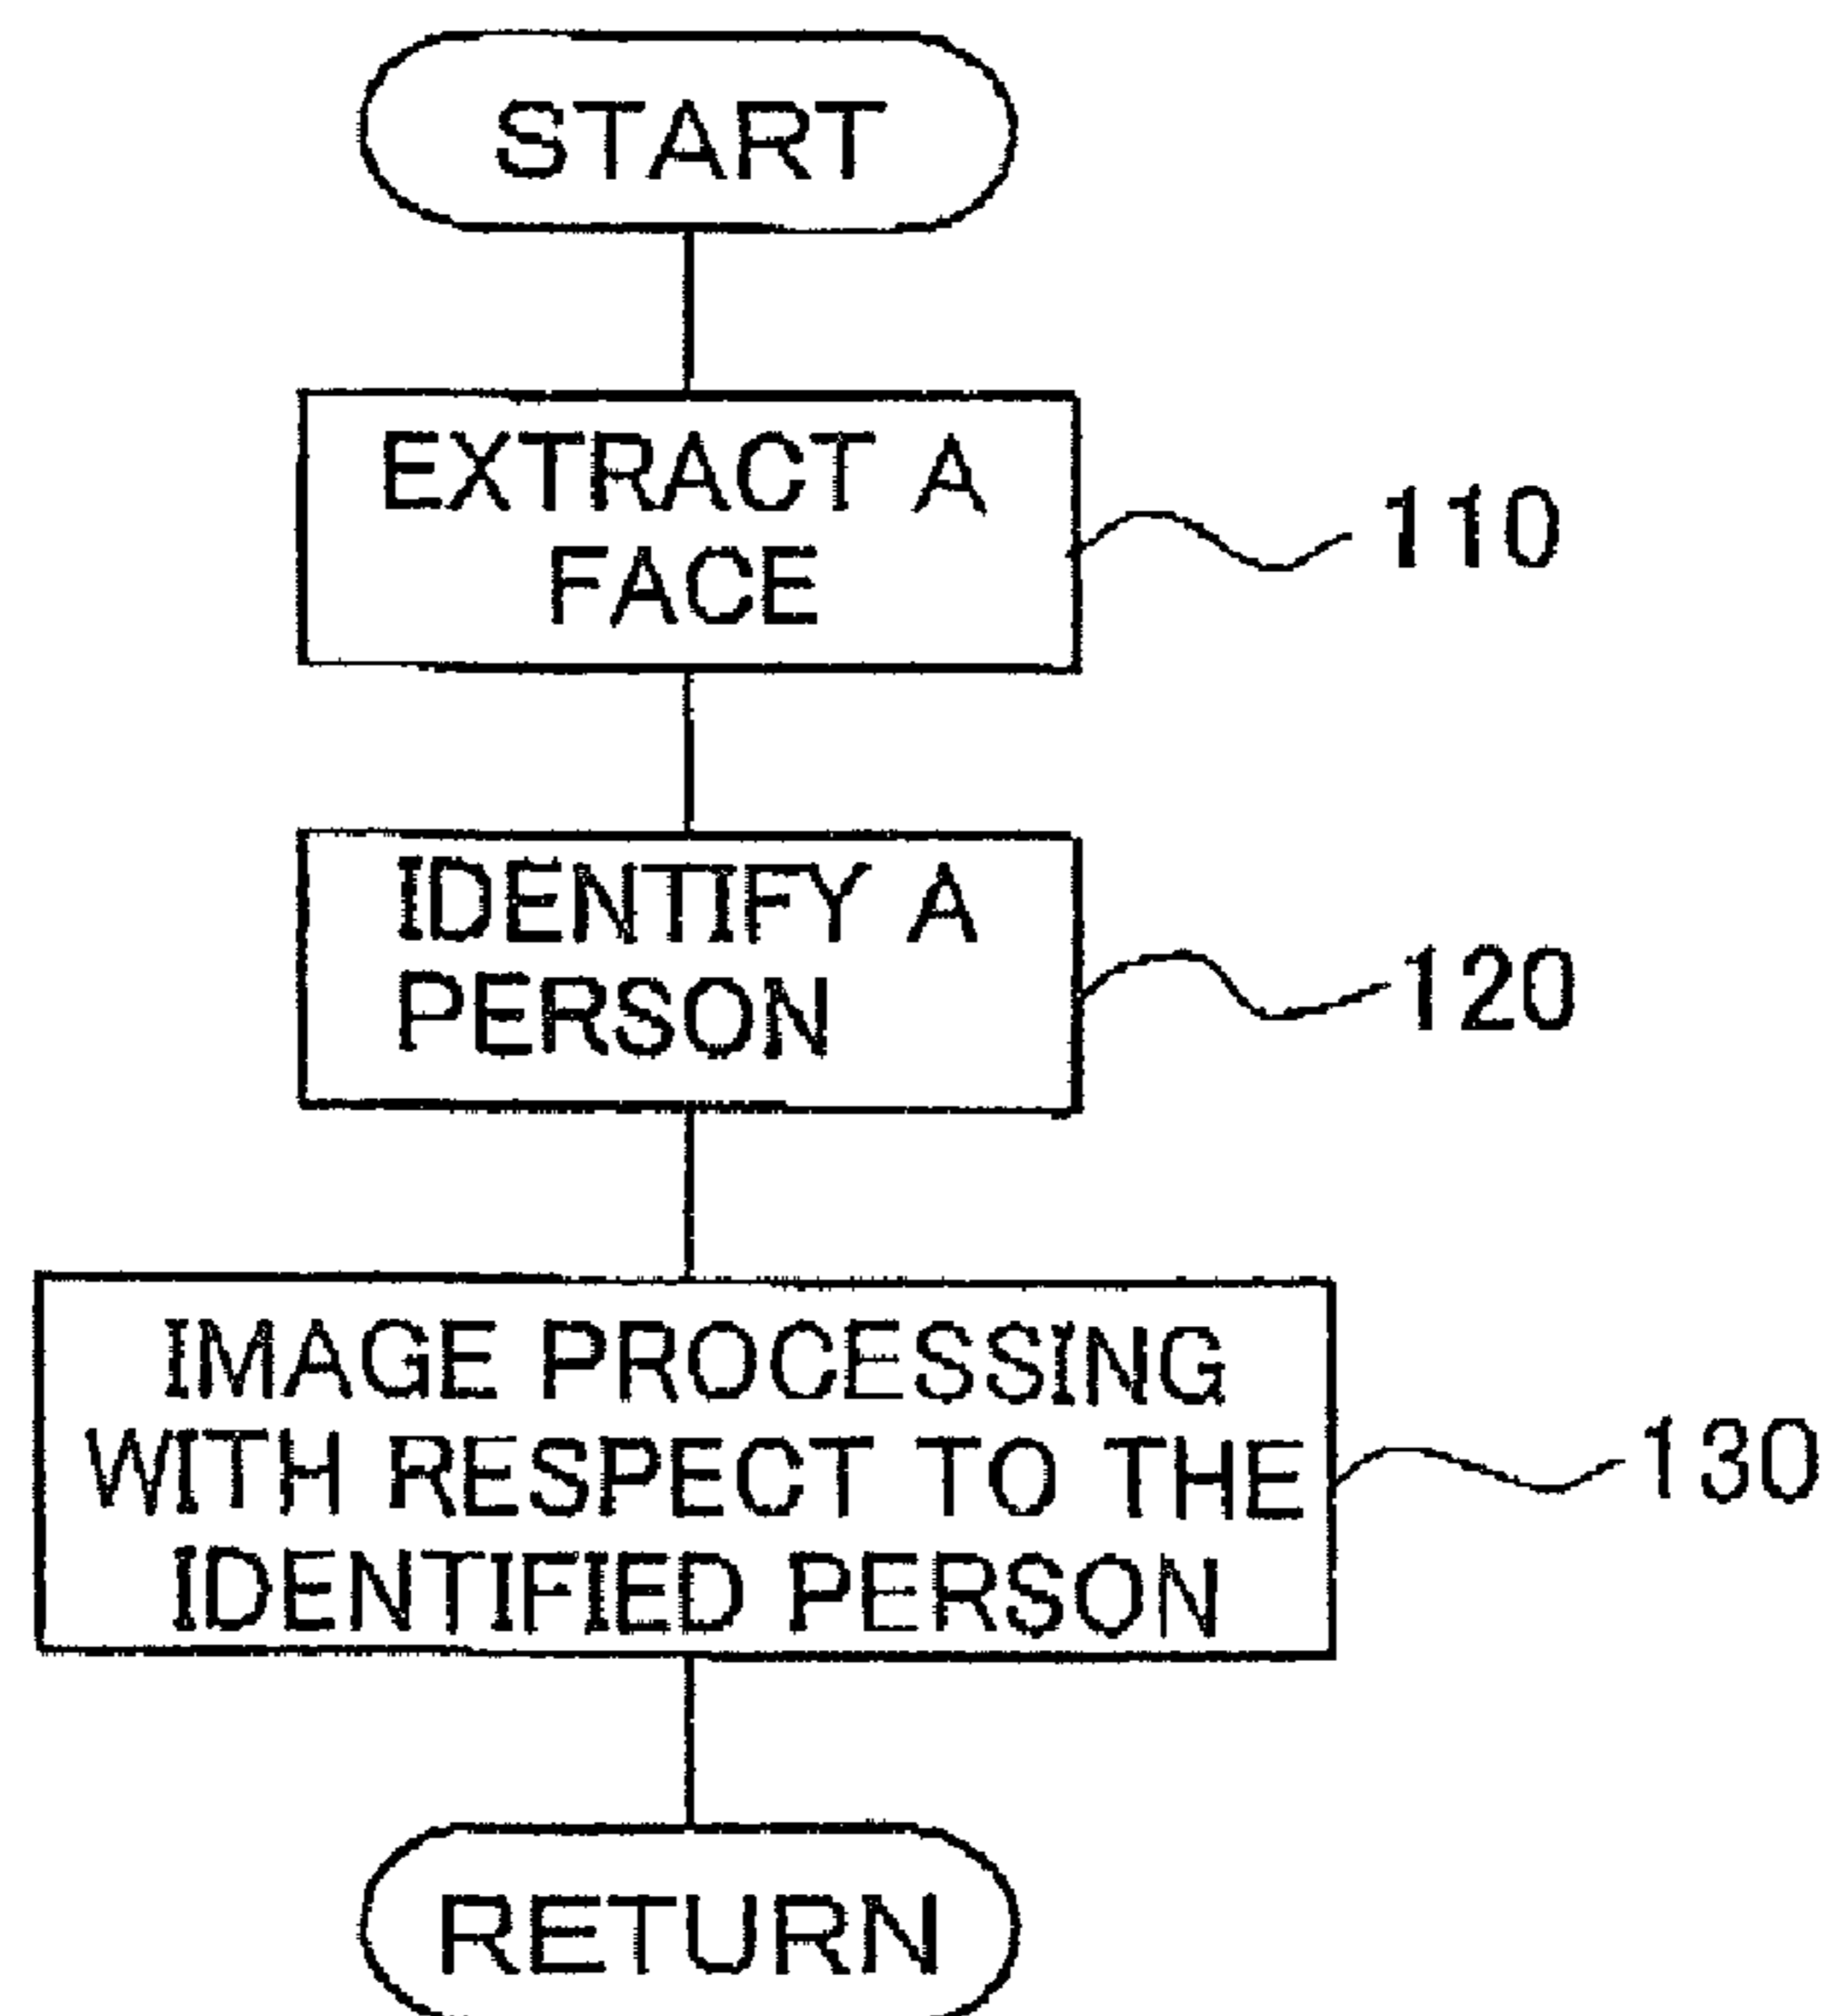 START
EXTRACT A
FACE
110
IDENTIFY A
PERSON
120
IMAGE PROCESSING
WITH RESPECT TO THE
IDENTIFIED PERSON
130
RETURN